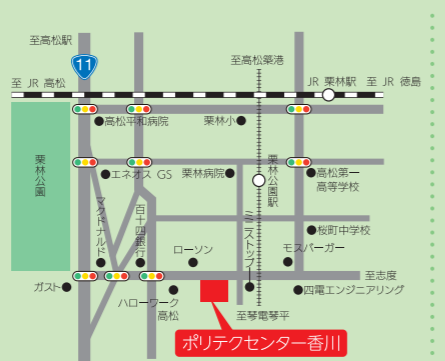 至高松駅
11
至高松築港
至 JR 高松
JR 栗林駅
至 JR 徳島
高松平和病院
栗林小
栗林公園
エネオス GS
栗林病院
栗林公園駅
高松第一
高等学校
マクドナルド
百十四銀行
ミニストップ
桜町中学校
ローソン
モスバーガー
至志度
ガスト
ハローワーク
高松
四電エンジニアリング
至琴電琴平
ポリテクセンター香川